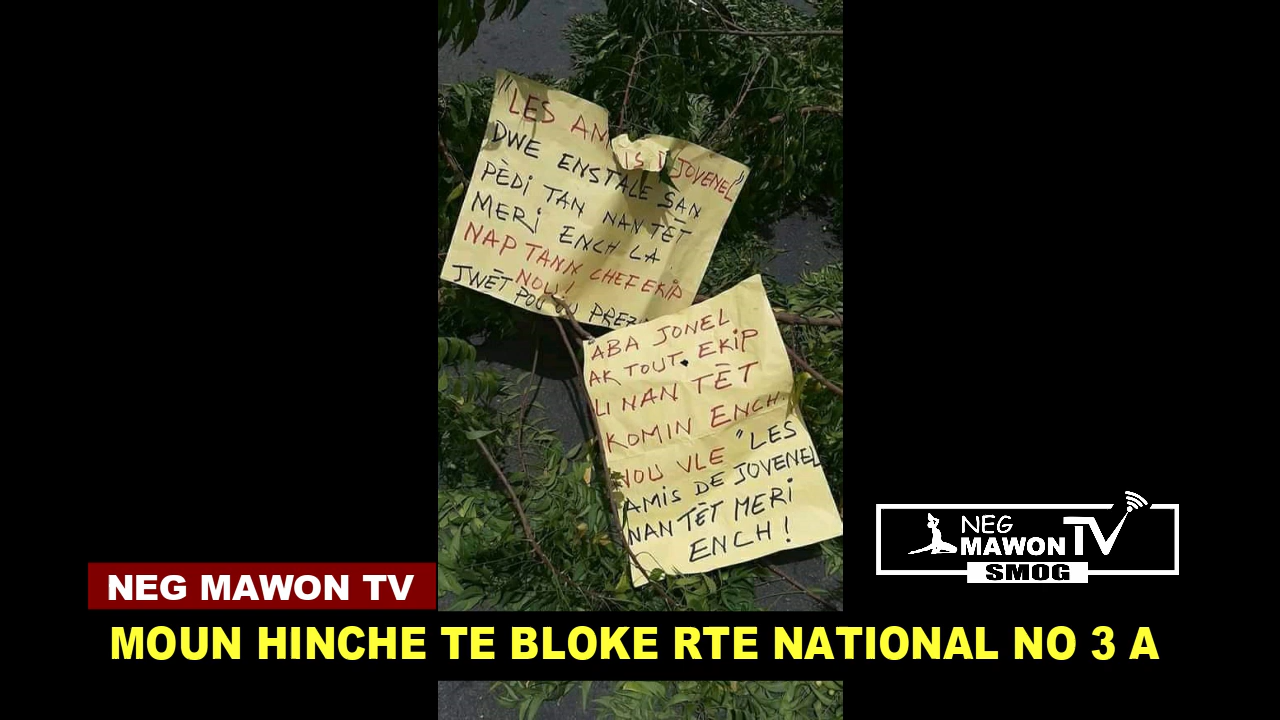 "LES AMIS D JOVENEL"
DWE ENSTALE SAN
PÈDI TAN NAN TÈT
MERI ENCH LA.
NAP TANN CHEF EKIP
NOU!
JWÈT POU OU PREZ
ABA JONEL
AK TOUT EKIP
LI NAN TÈT
KOMIN ENCH.
NOU VLE "LES
AMIS DE JOVENEL
NAN TÈT MERI
ENCH!
NEG
MAWON TV
SMOG
NEG MAWON TV
MOUN HINCHE TE BLOKE RTE NATIONAL NO 3 A